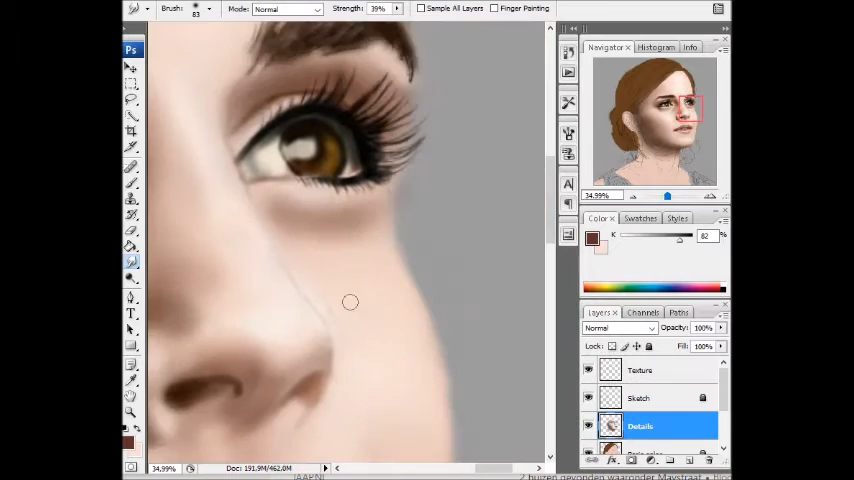 Brush: 83 Mode: Normal Strength: 39% Sample All Layers Finger Painting
Ps
Navigator Histogram Info
34.99%
Color Swatches Styles
K 82 %
Layers Channels Paths
Normal Opacity: 100%
Lock: Fill: 100%
Texture
Sketch
Details
34.99% Doc: 191.9M/462.0M
2 huizen gevonden waaronder Maystraat